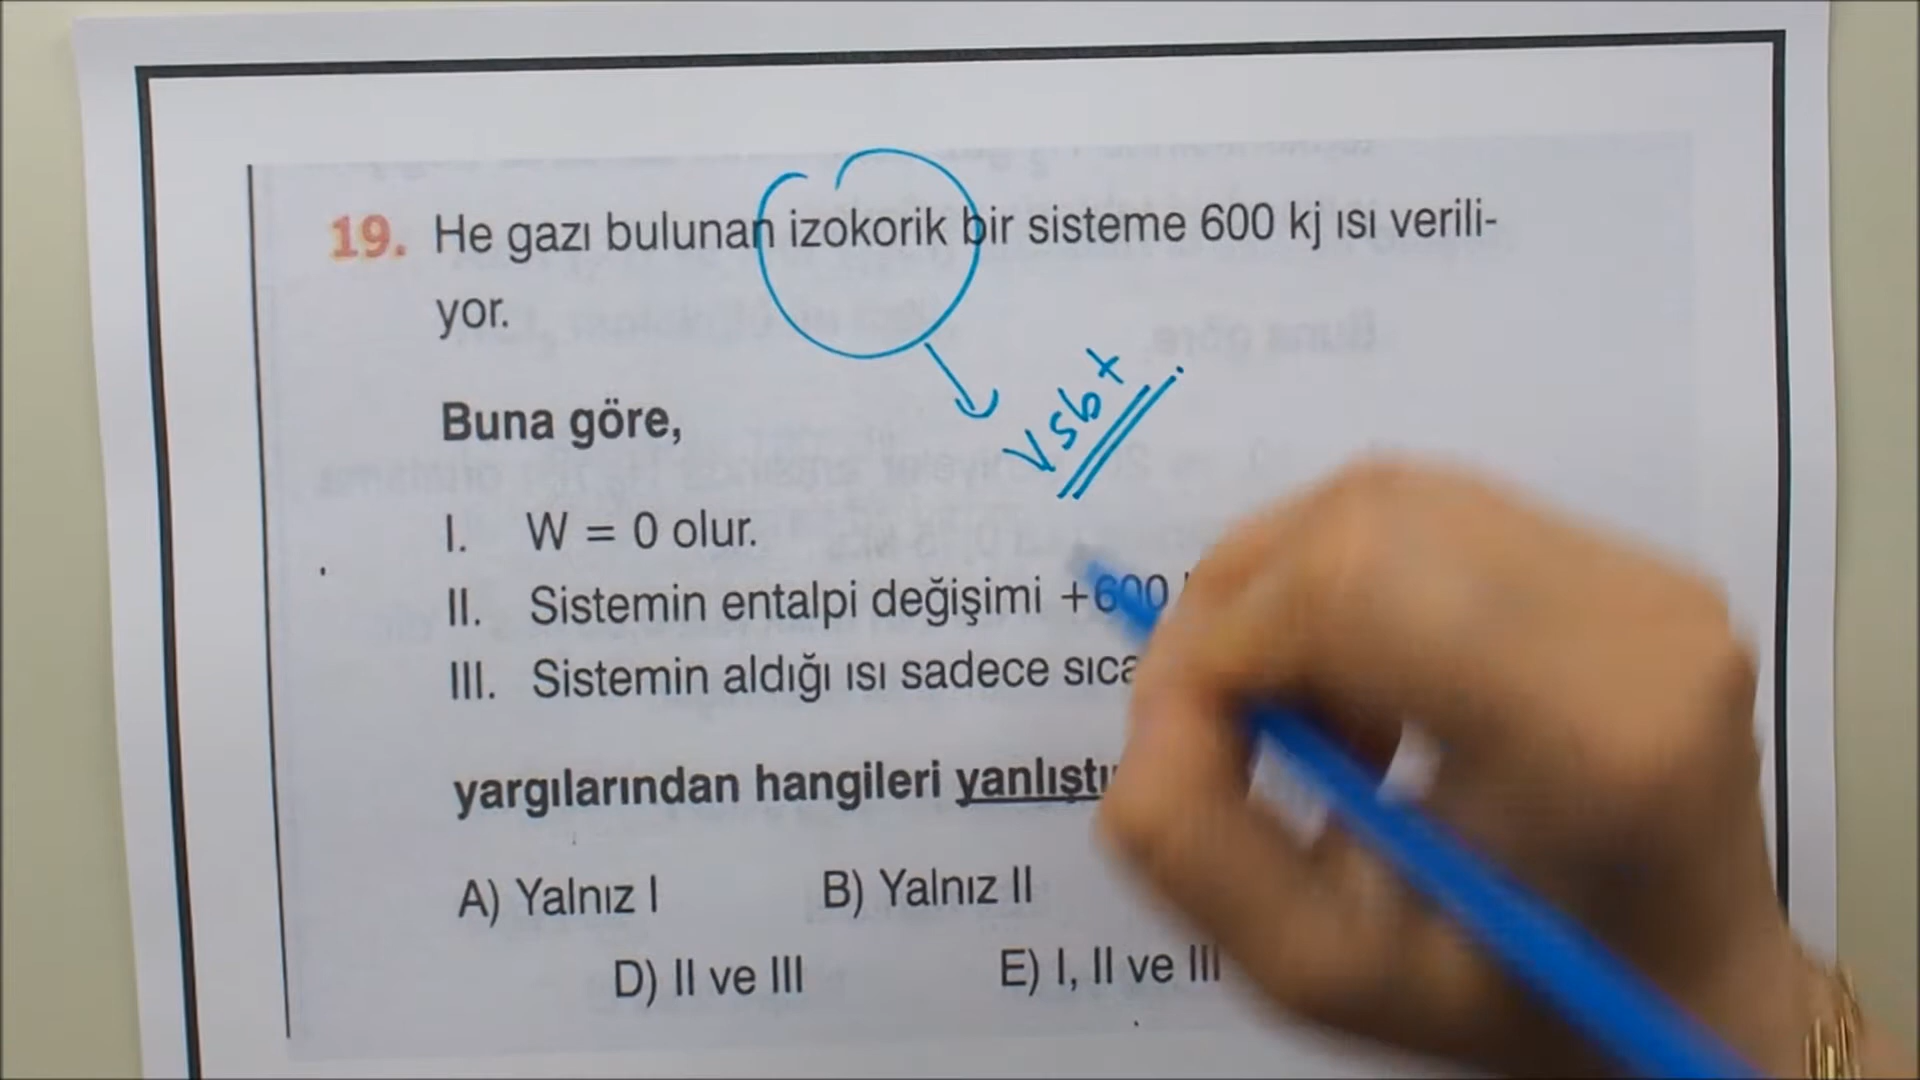 19. He gazı bulunan izokorik bir sisteme 600 kj ısı verili-
yor.
V sbt
Buna göre,
I. W = 0 olur.
II. Sistemin entalpi değişimi +600
III. Sistemin aldığı ısı sadece
yargılarından hangileri
A) Yalnız I B) Yalnız II
D) II ve III E) I, II ve III